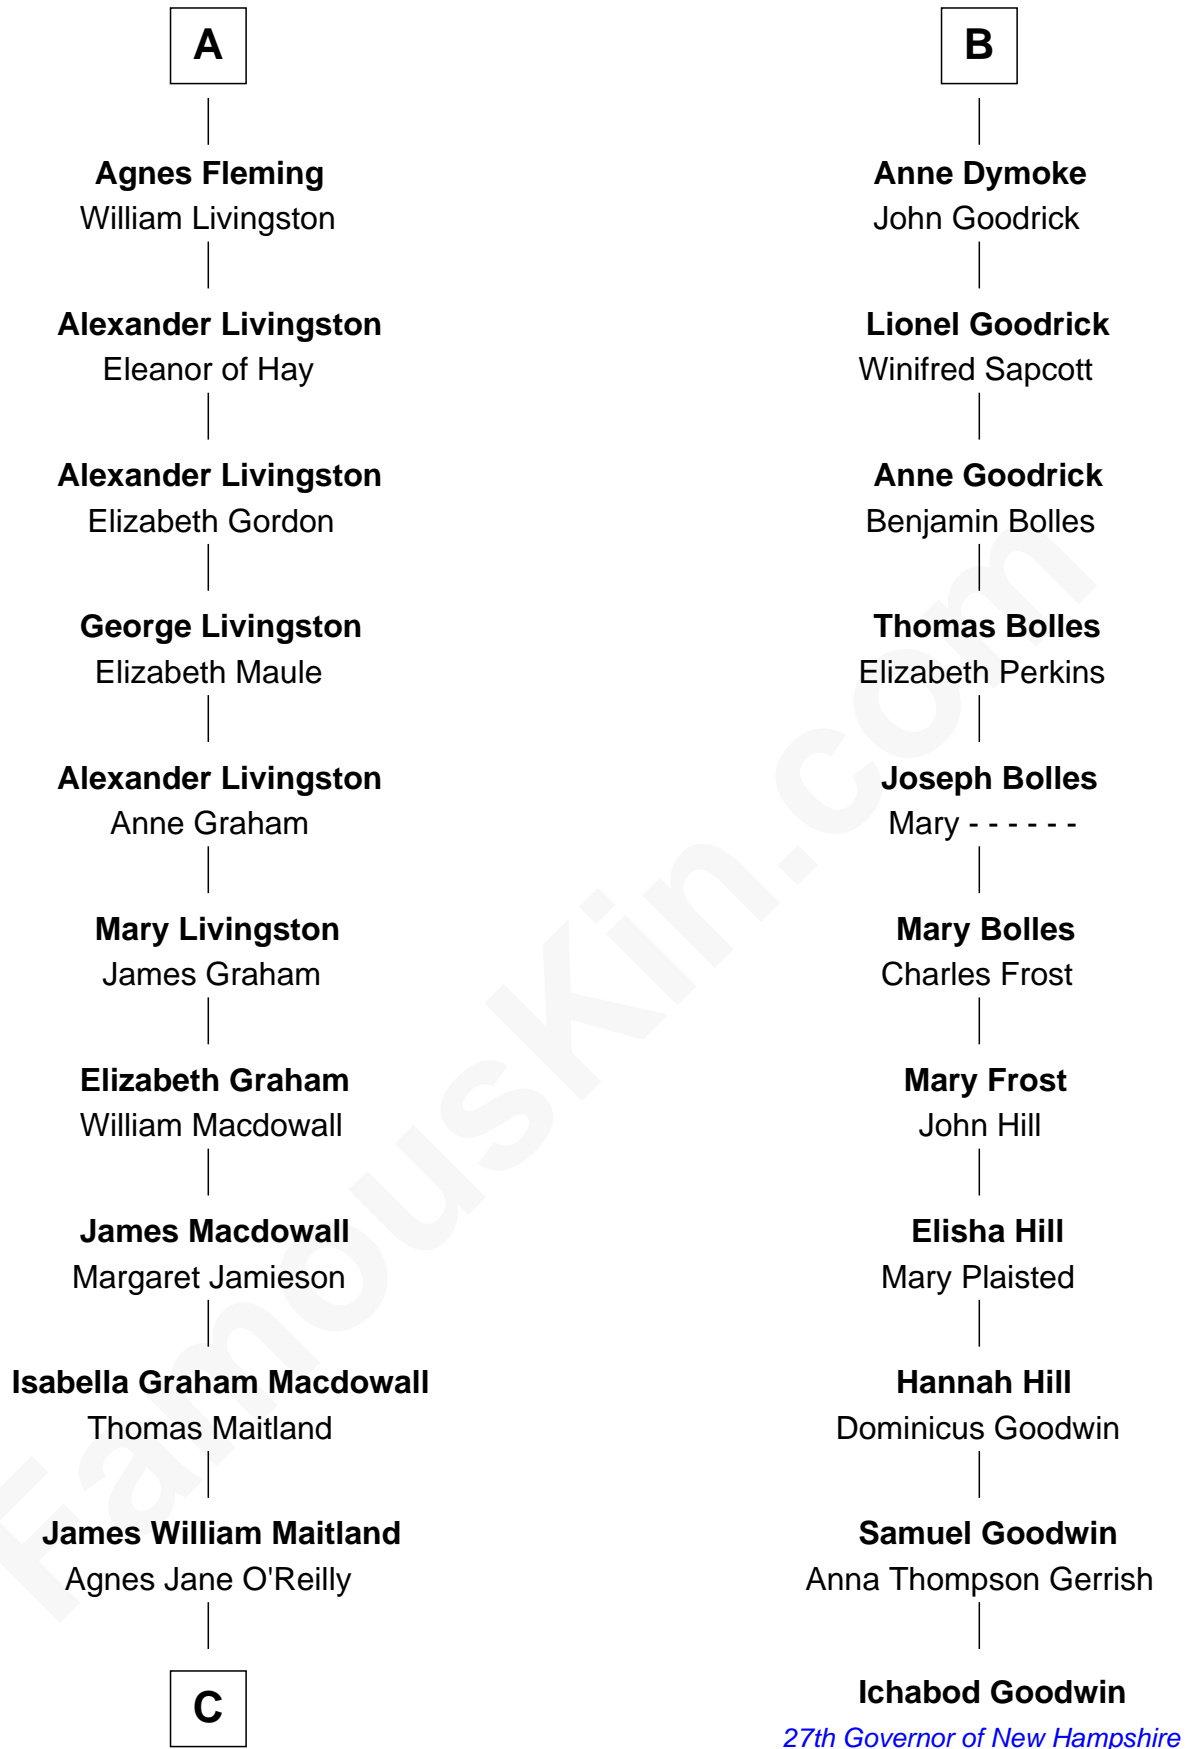 A
Agnes Fleming
William Livingston
Alexander Livingston
Eleanor of Hay
Alexander Livingston
Elizabeth Gordon
George Livingston
Elizabeth Maule
Alexander Livingston
Anne Graham
Mary Livingston
James Graham
Elizabeth Graham
William Macdowall
James Macdowall
Margaret Jamieson
Isabella Graham Macdowall
Thomas Maitland
James William Maitland
Agnes Jane O'Reilly
C
B
Anne Dymoke
John Goodrick
Lionel Goodrick
Winifred Sapcott
Anne Goodrick
Benjamin Bolles
Thomas Bolles
Elizabeth Perkins
Joseph Bolles
Mary - - - - - -
Mary Bolles
Charles Frost
Mary Frost
John Hill
Elisha Hill
Mary Plaisted
Hannah Hill
Dominicus Goodwin
Samuel Goodwin
Anna Thompson Gerrish
Ichabod Goodwin
27th Governor of New Hampshire
FamousKin.com